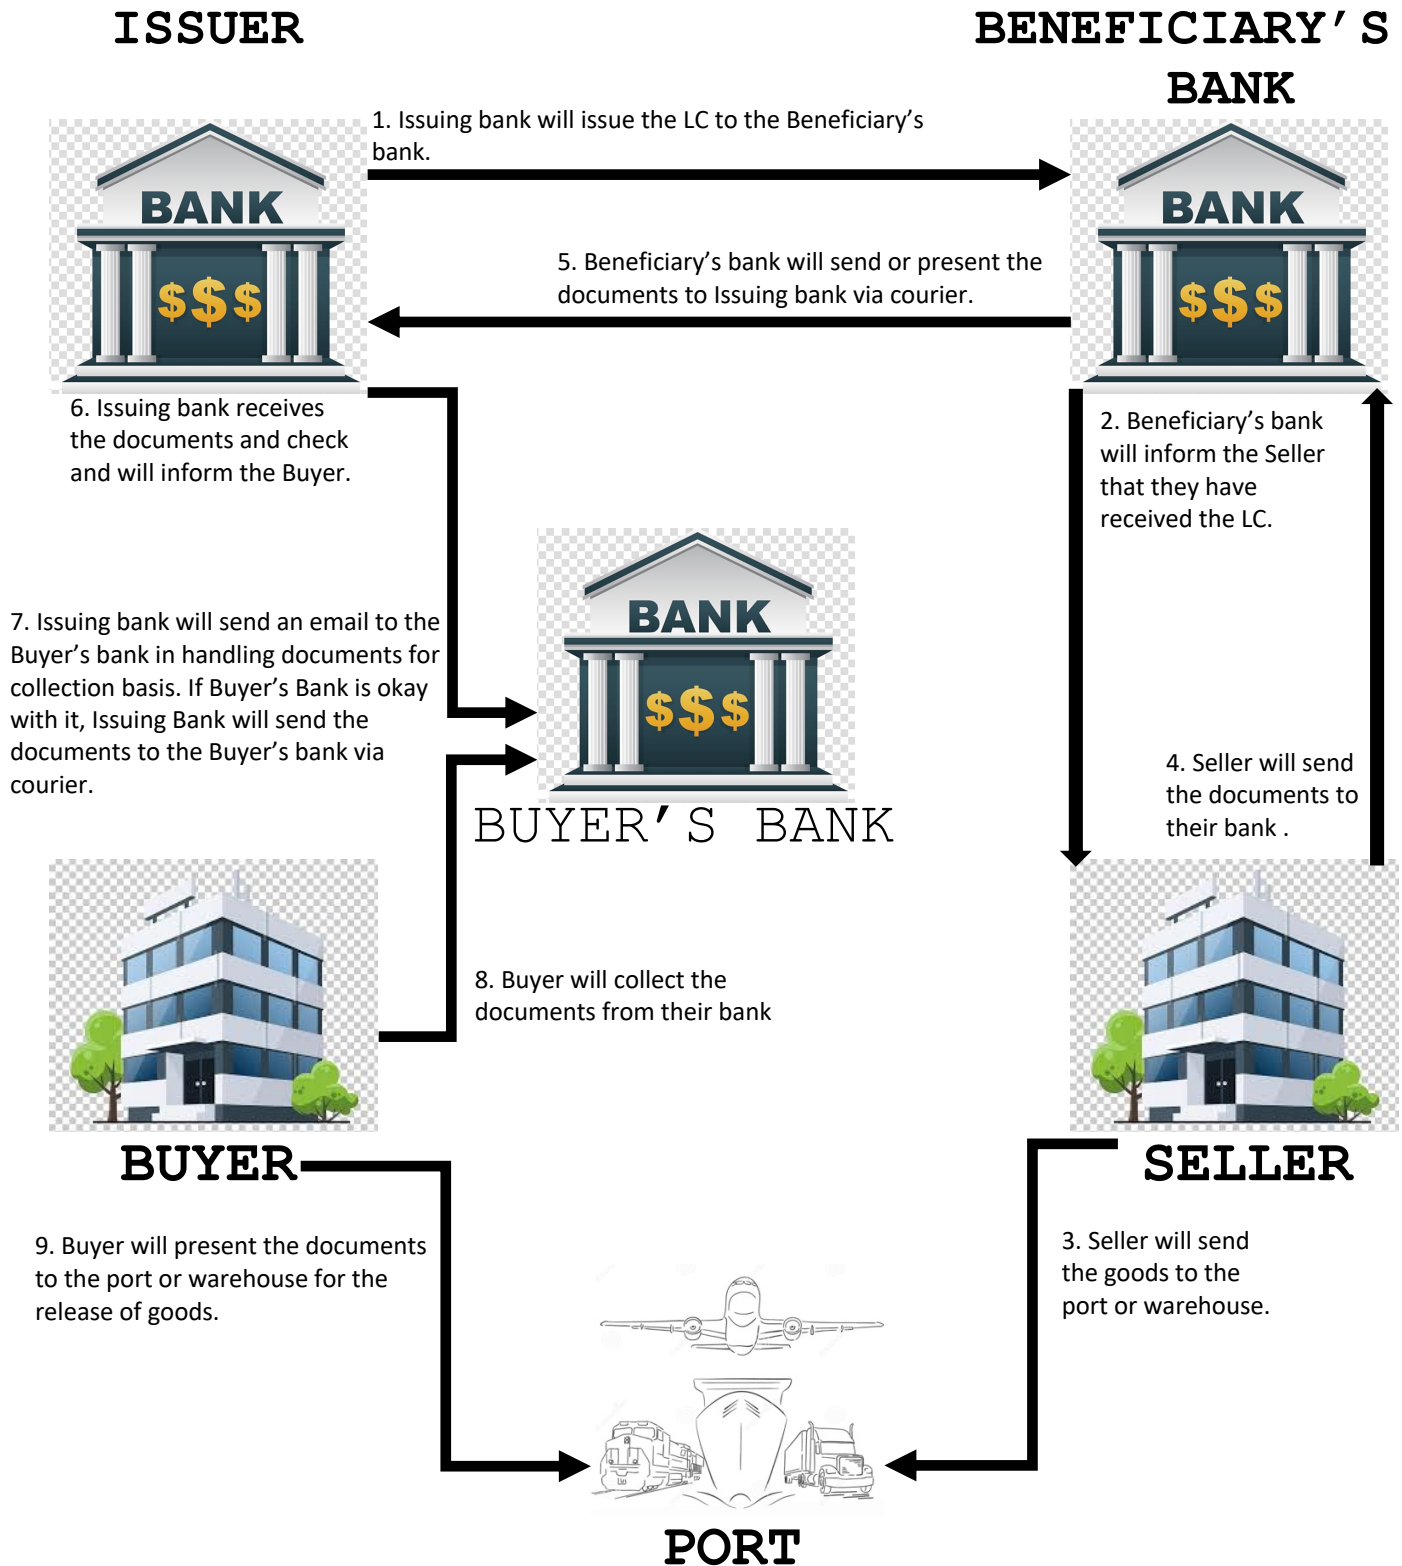 ISSUER
BENEFICIARY’S
BANK
1. Issuing bank will issue the LC to the Beneficiary’s
bank.
BANK
$$$
BANK
$$$
5. Beneficiary’s bank will send or present the
documents to Issuing bank via courier.
6. Issuing bank receives
the documents and check
and will inform the Buyer.
2. Beneficiary’s bank
will inform the Seller
that they have
received the LC.
BANK
$$$
7. Issuing bank will send an email to the
Buyer’s bank in handling documents for
collection basis. If Buyer’s Bank is okay
with it, Issuing Bank will send the
documents to the Buyer’s bank via
courier.
4. Seller will send
the documents to
their bank .
BUYER’S BANK
8. Buyer will collect the
documents from their bank
BUYER
SELLER
9. Buyer will present the documents
to the port or warehouse for the
release of goods.
3. Seller will send
the goods to the
port or warehouse.
PORT